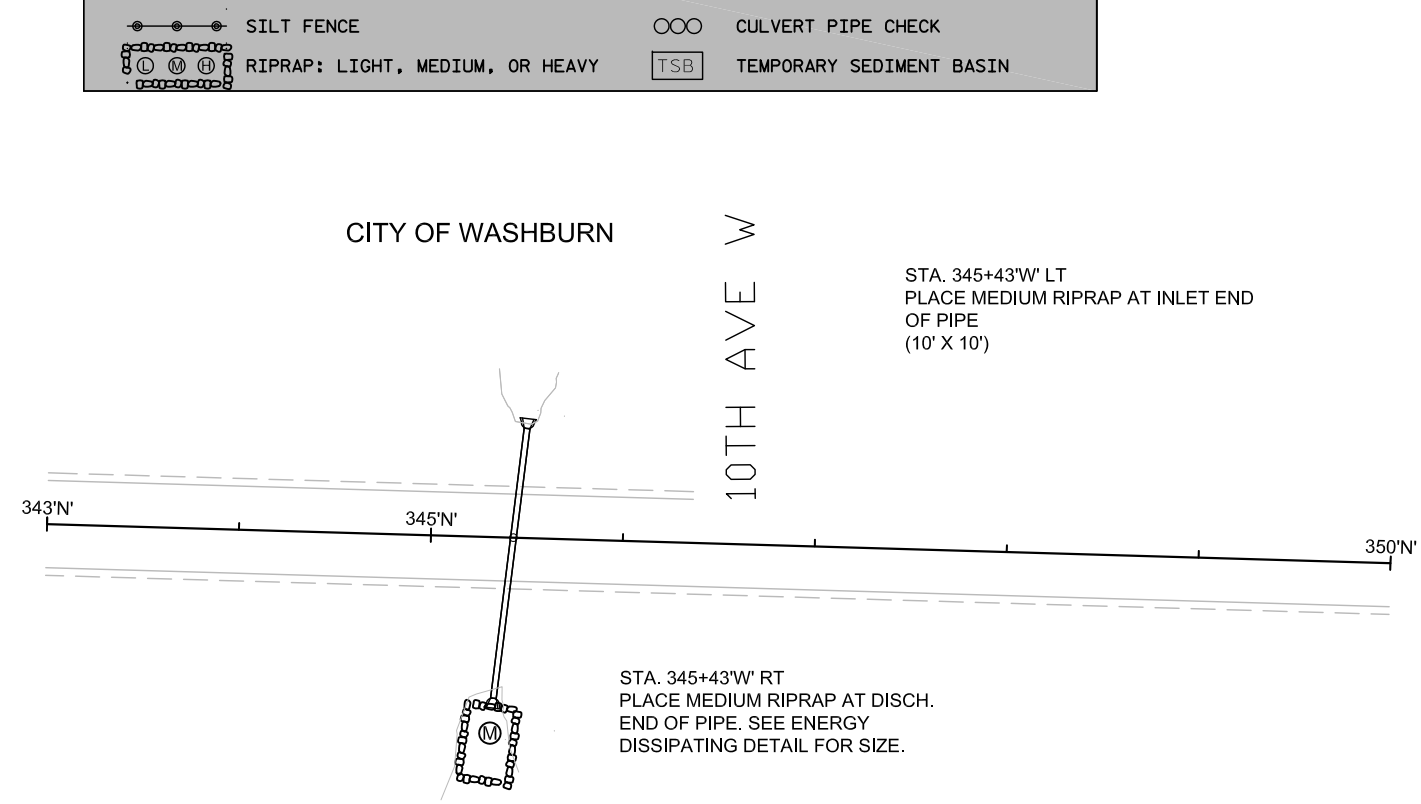 SILT FENCE
CULVERT PIPE CHECK
L M H RIPRAP: LIGHT, MEDIUM, OR HEAVY
TSB TEMPORARY SEDIMENT BASIN
CITY OF WASHBURN
10TH AVE W
STA. 345+43'W' LT
PLACE MEDIUM RIPRAP AT INLET END
OF PIPE
(10' X 10')
343'N'
345'N'
350'N'
STA. 345+43'W' RT
PLACE MEDIUM RIPRAP AT DISCH.
END OF PIPE. SEE ENERGY
DISSIPATING DETAIL FOR SIZE.
M